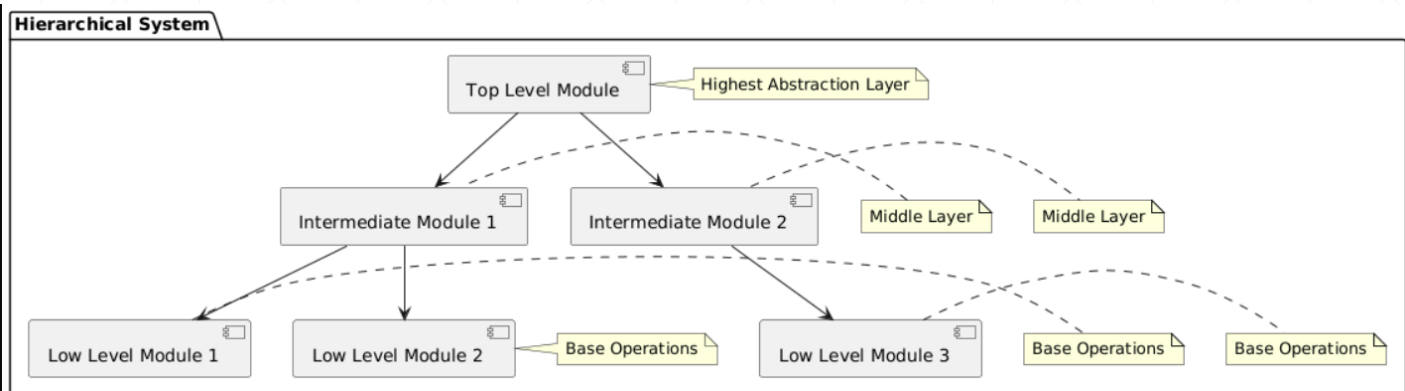 Hierarchical System
Top Level Module
Highest Abstraction Layer
Intermediate Module 1
Intermediate Module 2
Middle Layer
Middle Layer
Low Level Module 1
Low Level Module 2
Base Operations
Low Level Module 3
Base Operations
Base Operations